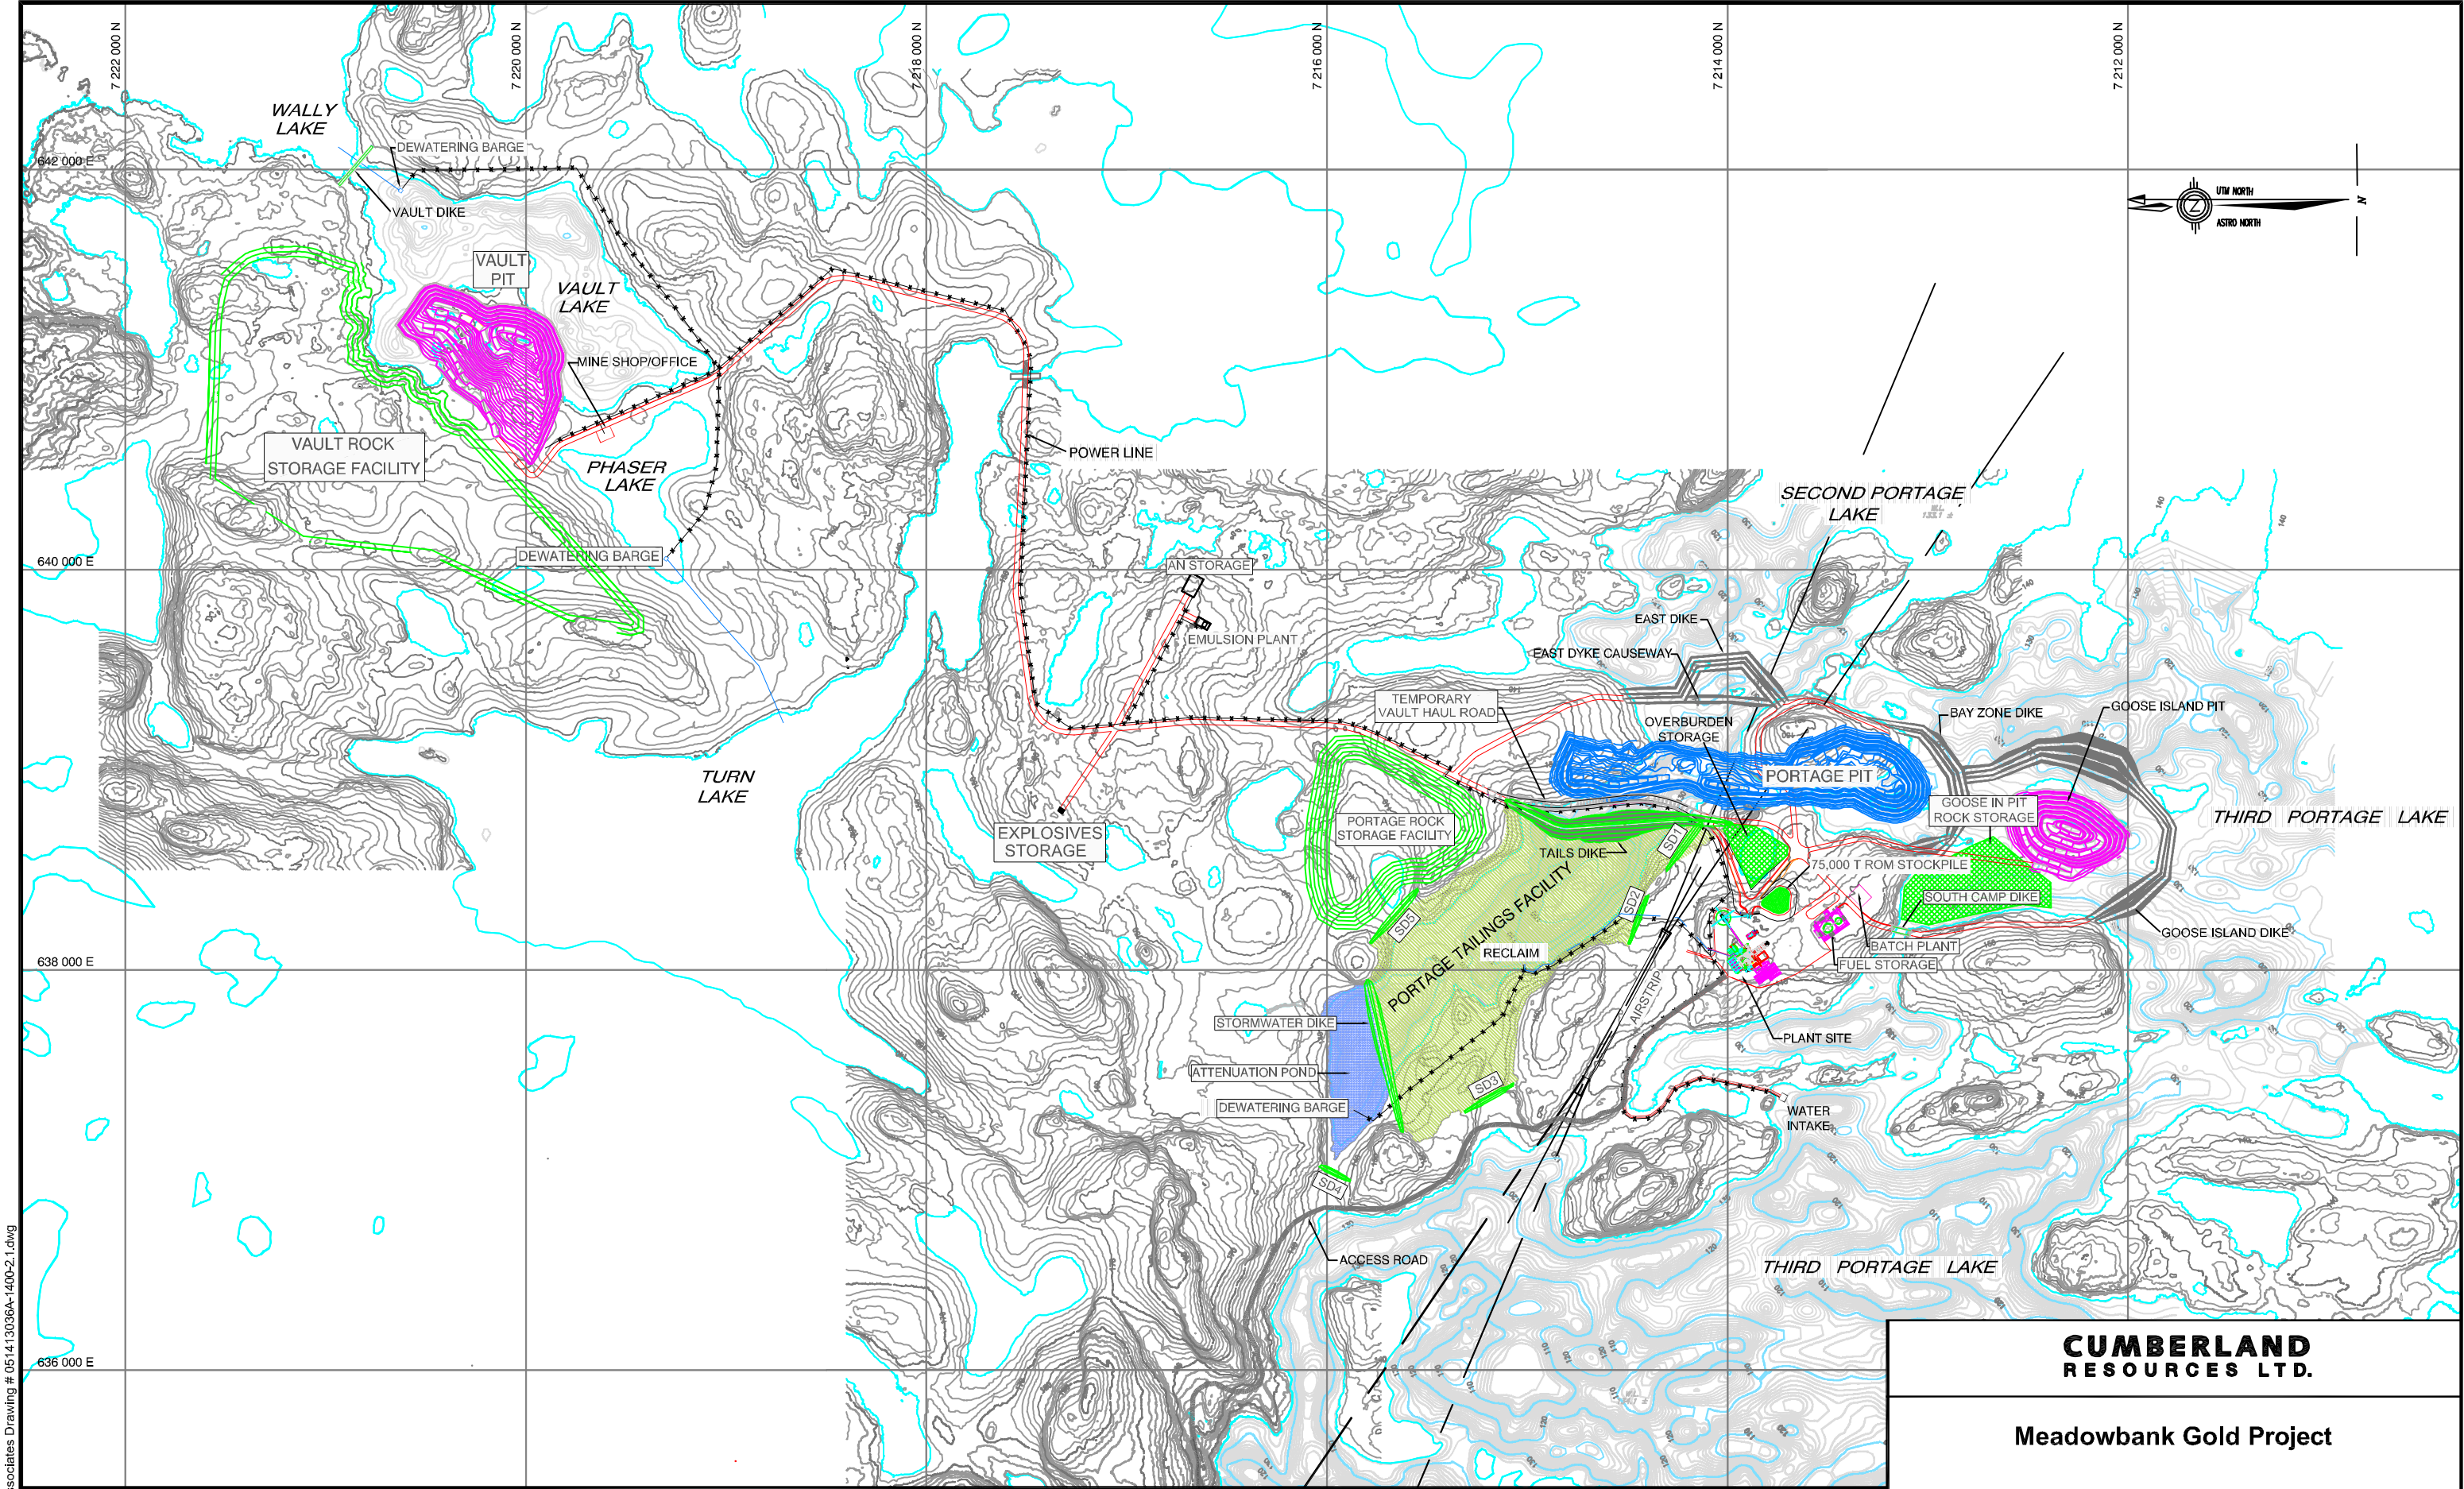 7 222 000 N
7 220 000 N
7 218 000 N
7 216 000 N
7 214 000 N
7 212 000 N
WALLY
LAKE
DEWATERING BARGE
642 000 E
VAULT DIKE
UTM NORTH
ASTRO NORTH
N
VAULT
PIT
VAULT
LAKE
MINE SHOP/OFFICE
VAULT ROCK
STORAGE FACILITY
PHASER
LAKE
POWER LINE
SECOND PORTAGE
LAKE
DEWATERING BARGE
640 000 E
AN STORAGE
EMULSION PLANT
EAST DIKE
EAST DYKE CAUSEWAY
TEMPORARY
VAULT HAUL ROAD
OVERBURDEN
STORAGE
BAY ZONE DIKE
GOOSE ISLAND PIT
TURN
LAKE
PORTAGE PIT
GOOSE IN PIT
ROCK STORAGE
THIRD PORTAGE LAKE
EXPLOSIVES
STORAGE
PORTAGE ROCK
STORAGE FACILITY
TAILS DIKE
SD1
75,000 T ROM STOCKPILE
SOUTH CAMP DIKE
SD2
SD5
PORTAGE TAILINGS FACILITY
GOOSE ISLAND DIKE
RECLAIM
BATCH PLANT
FUEL STORAGE
638 000 E
AIRSTRIP
STORMWATER DIKE
PLANT SITE
ATTENUATION POND
SD3
DEWATERING BARGE
WATER
INTAKE
SD4
ACCESS ROAD
THIRD PORTAGE LAKE
636 000 E
CUMBERLAND
RESOURCES LTD.
Meadowbank Gold Project
sociates Drawing # 051413036A-1400-2.1.dwg